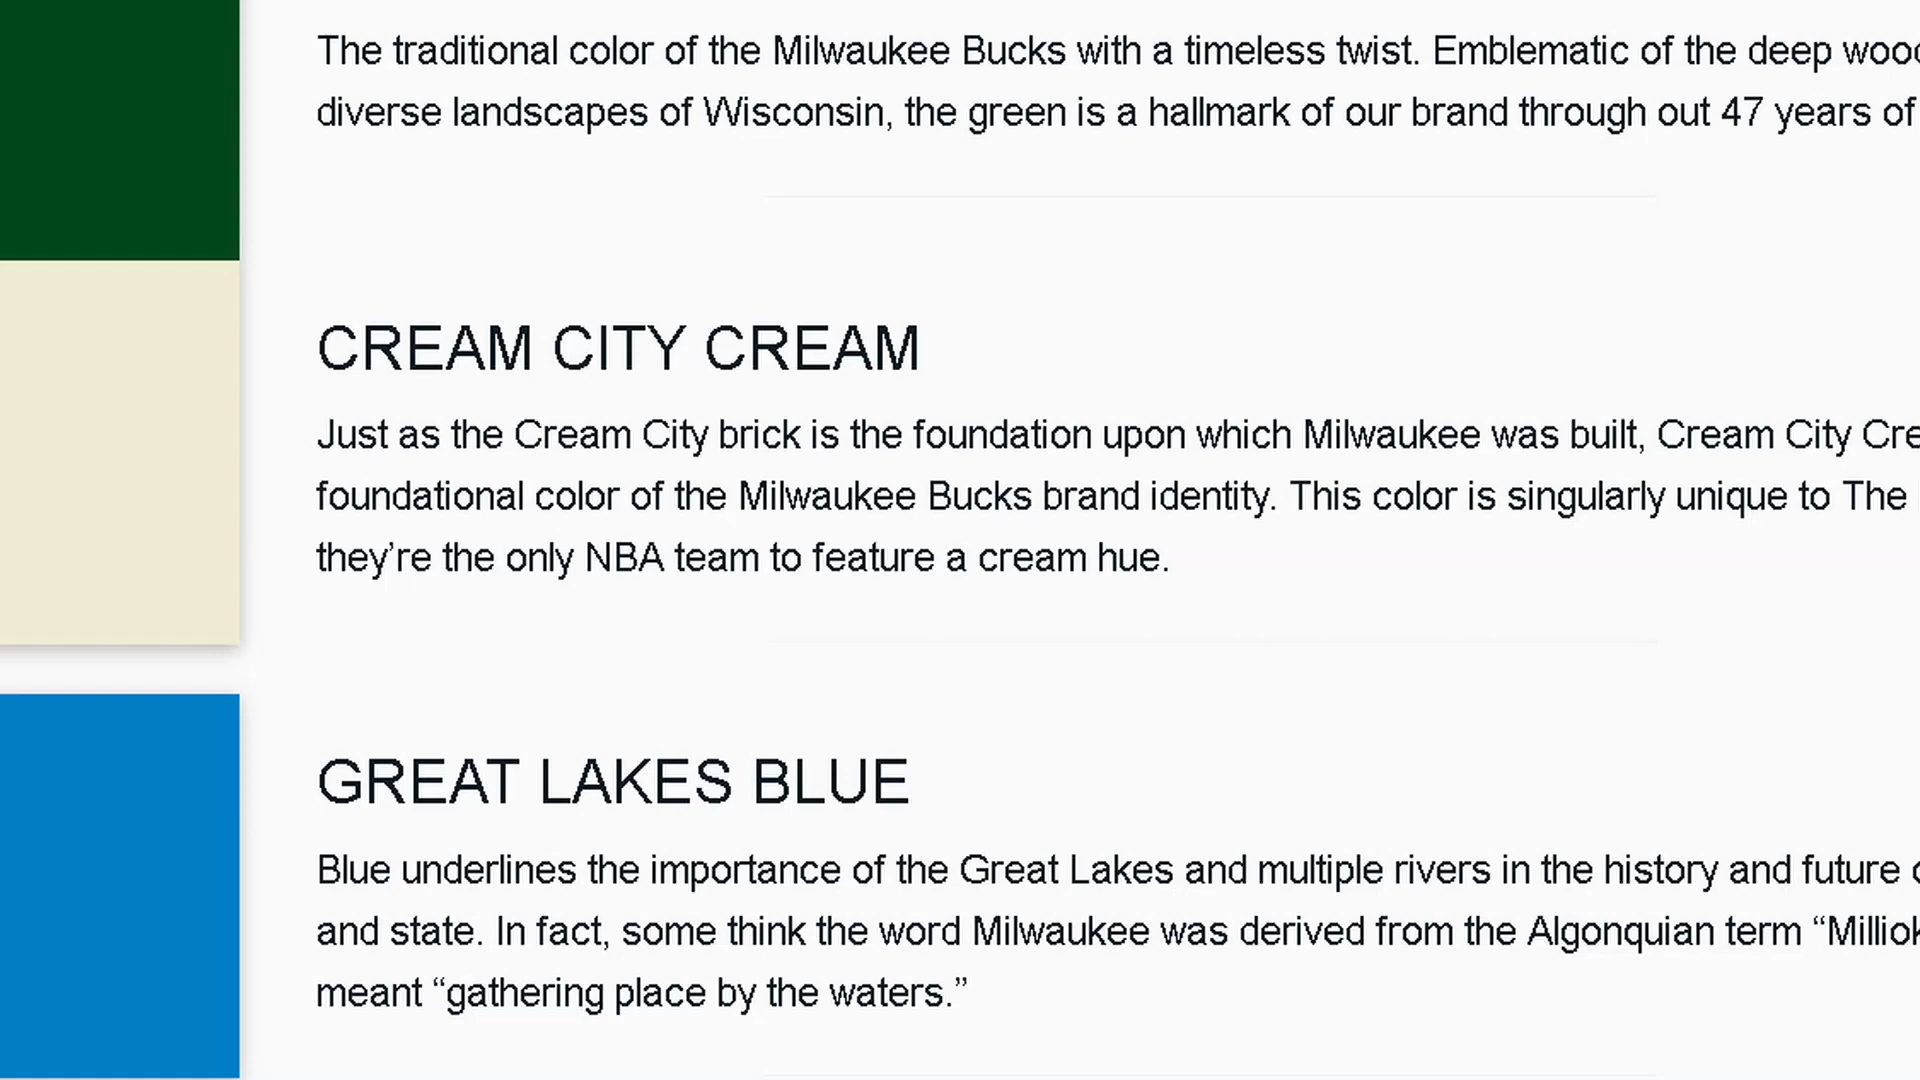 The traditional color of the Milwaukee Bucks with a timeless twist. Emblematic of the deep
diverse landscapes of Wisconsin, the green is a hallmark of our brand through out 47 years of
CREAM CITY CREAM
Just as the Cream City brick is the foundation upon which Milwaukee was built, Cream City
foundational color of the Milwaukee Bucks brand identity. This color is singularly unique to The
they’re the only NBA team to feature a cream hue.
GREAT LAKES BLUE
Blue underlines the importance of the Great Lakes and multiple rivers in the history and future
and state. In fact, some think the word Milwaukee was derived from the Algonquian term
meant “gathering place by the waters.”